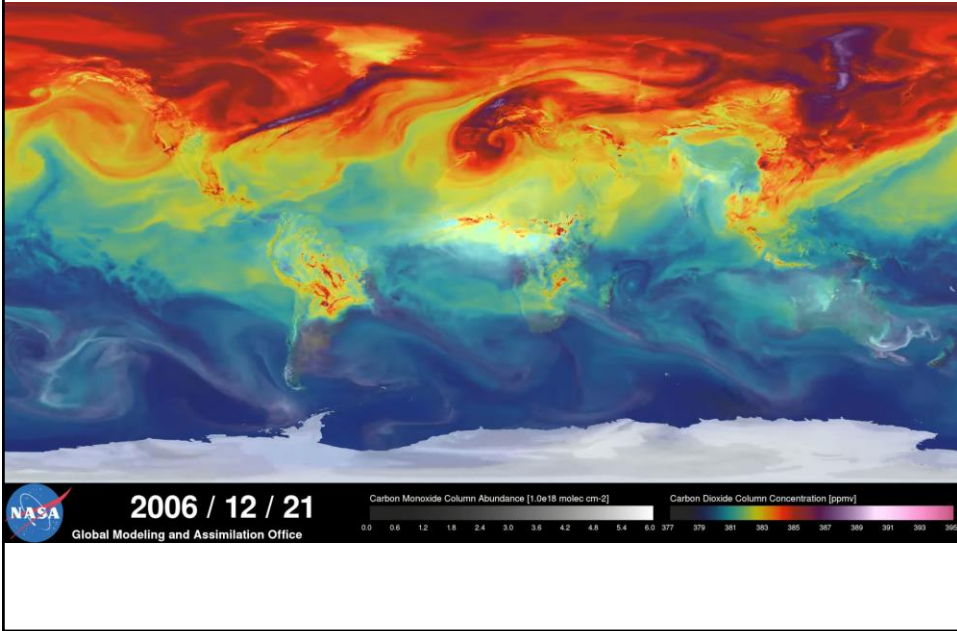 NASA
2006 / 12 / 21
Global Modeling and Assimilation Office
Carbon Monoxide Column Abundance [1.0e18 molec cm-2]
0.0 0.6 1.2 1.8 2.4 3.0 3.6 4.2 4.8 5.4 6.0
Carbon Dioxide Column Concentration [ppmv]
377 379 381 383 385 387 389 391 393 395